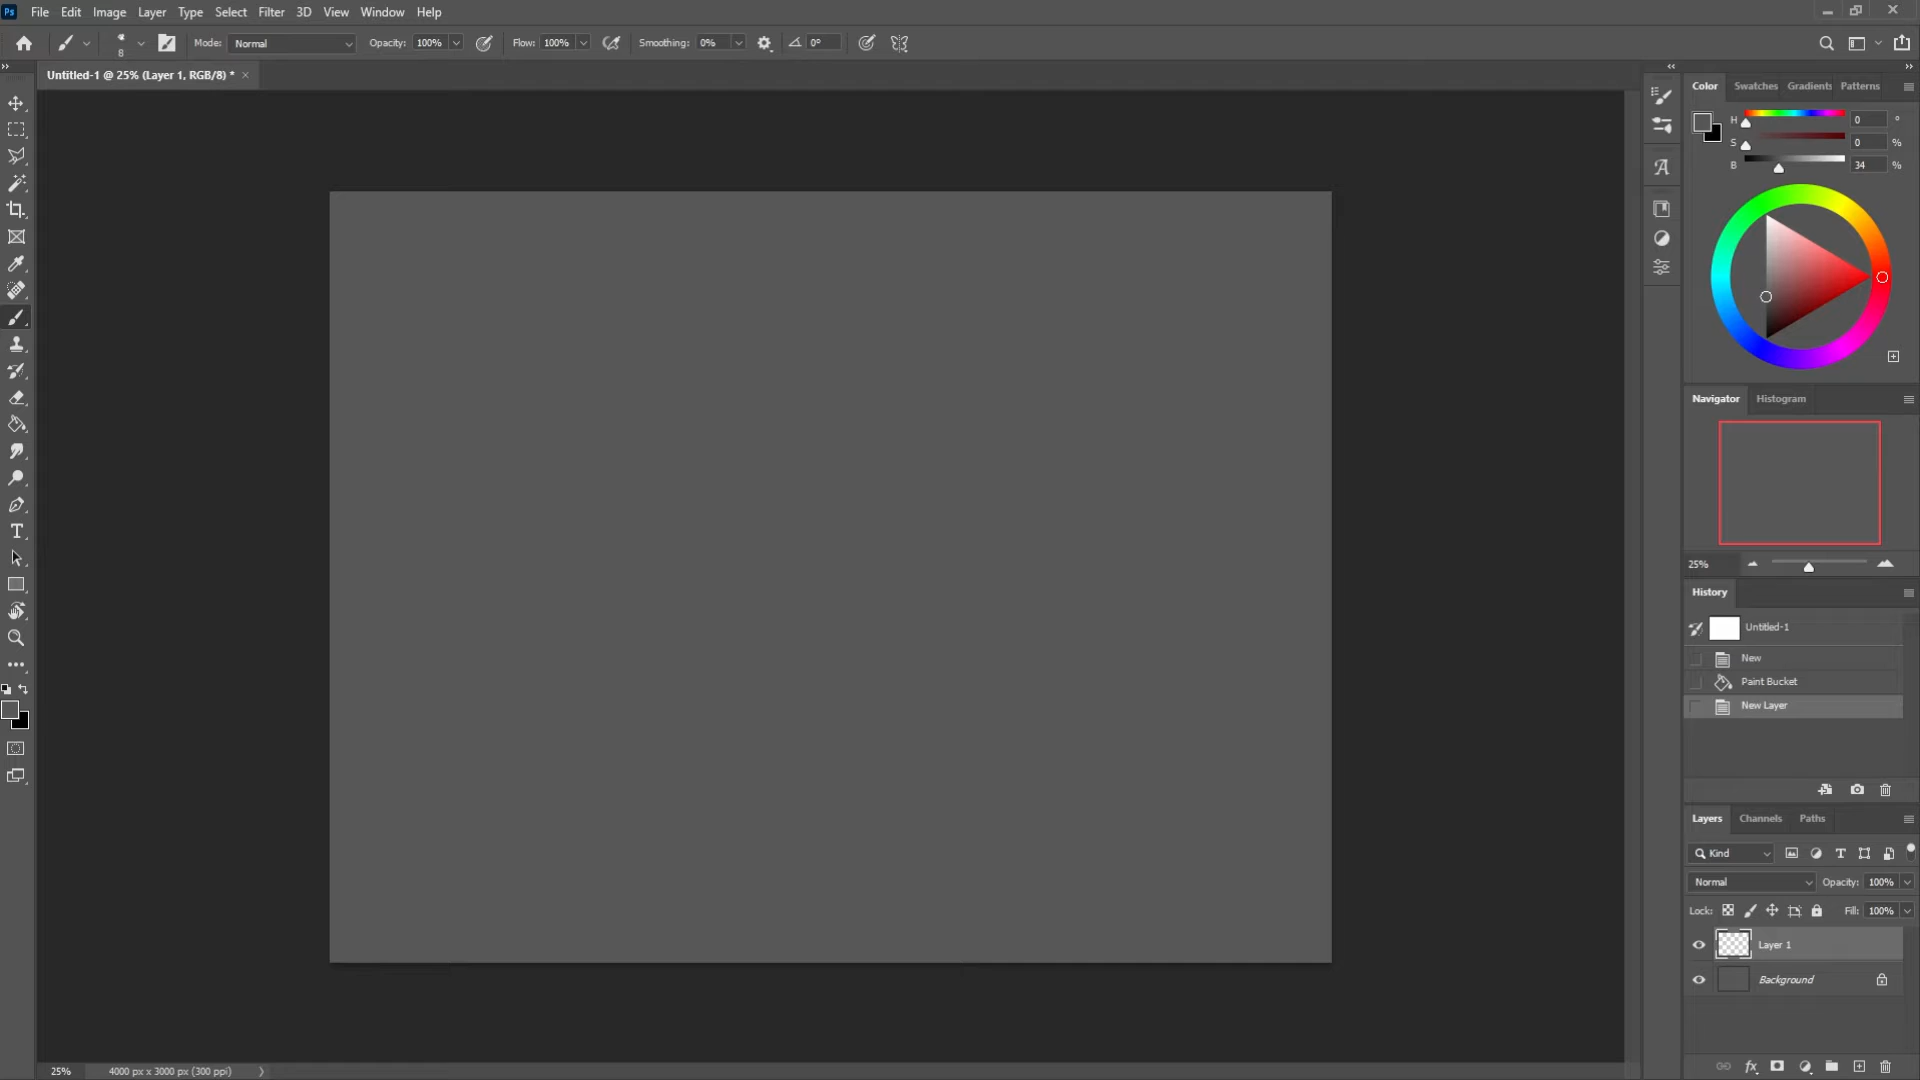 Ps File Edit Image Layer Type Select Filter 3D View Window Help
8 Mode: Normal Opacity: 100% Flow: 100% Smoothing: 0% 0°
Untitled-1 @ 25% (Layer 1, RGB/8) * ×
Color Swatches Gradients Patterns
H 0 °
S 0 %
B 34 %
Navigator Histogram
25%
History
Untitled-1
New
Paint Bucket
New Layer
Layers Channels Paths
Kind
Normal Opacity: 100%
Lock: Fill: 100%
Layer 1
Background
25% 4000 px x 3000 px (300 ppi)